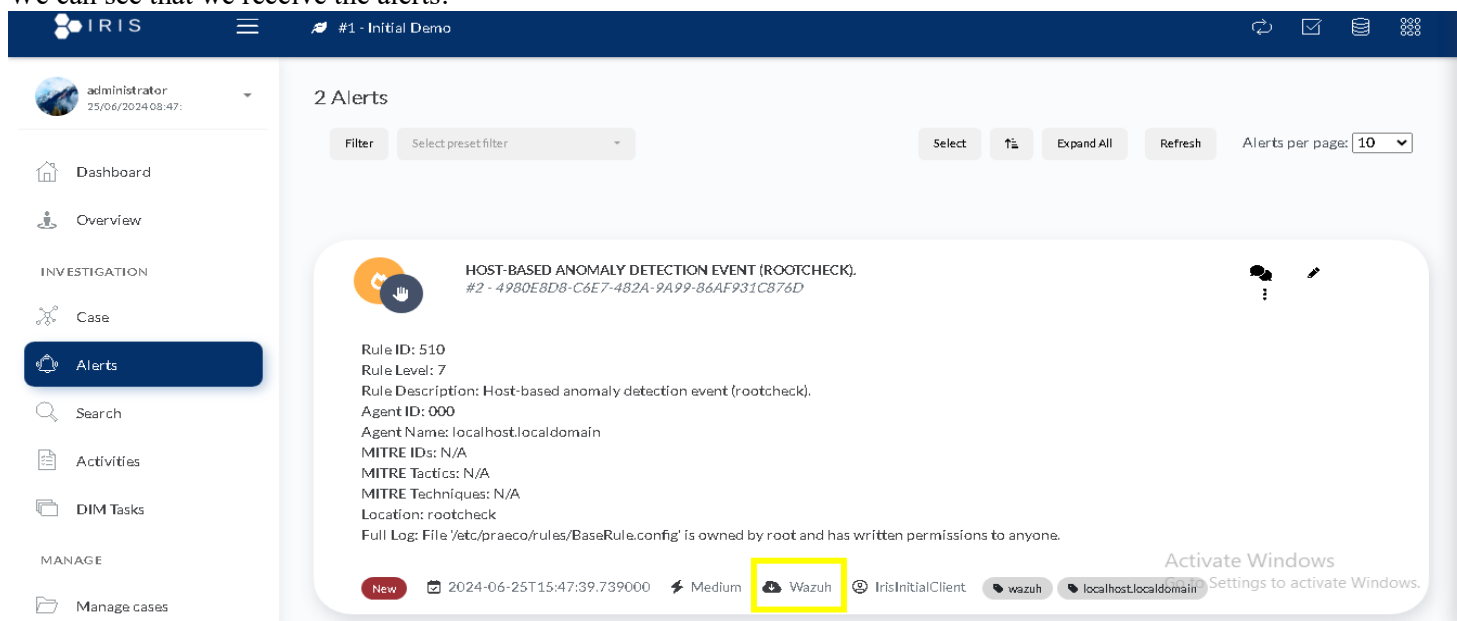 We can see that we receive the alerts:
IRIS
#1 - Initial Demo
administrator
25/06/2024 08:47:
2 Alerts
Filter
Select preset filter
Select
Expand All
Refresh
Alerts per page: 10
Dashboard
Overview
INVESTIGATION
Case
Alerts
Search
Activities
DIM Tasks
MANAGE
Manage cases
HOST-BASED ANOMALY DETECTION EVENT (ROOTCHECK).
#2 - 4980E8D8-C6E7-482A-9A99-86AF931C876D
Rule ID: 510
Rule Level: 7
Rule Description: Host-based anomaly detection event (rootcheck).
Agent ID: 000
Agent Name: localhost.localdomain
MITRE IDs: N/A
MITRE Tactics: N/A
MITRE Techniques: N/A
Location: rootcheck
Full Log: File '/etc/praeco/rules/BaseRule.config' is owned by root and has written permissions to anyone.
New 2024-06-25T15:47:39.739000 Medium Wazuh IrisInitialClient wazuh localhost.localdomain
Activate Windows
Go to Settings to activate Windows.